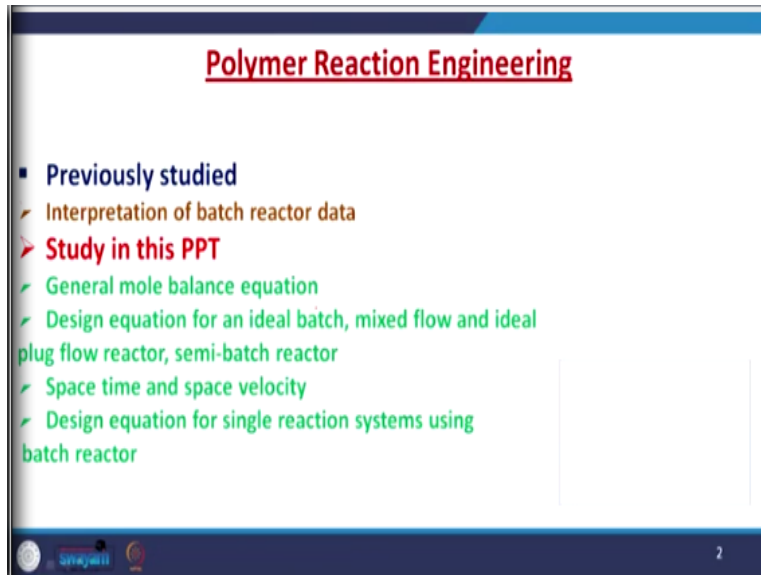 Polymer Reaction Engineering
Previously studied
Interpretation of batch reactor data
Study in this PPT
General mole balance equation
Design equation for an ideal batch, mixed flow and ideal
plug flow reactor, semi-batch reactor
Space time and space velocity
Design equation for single reaction systems using
batch reactor
swayam
2